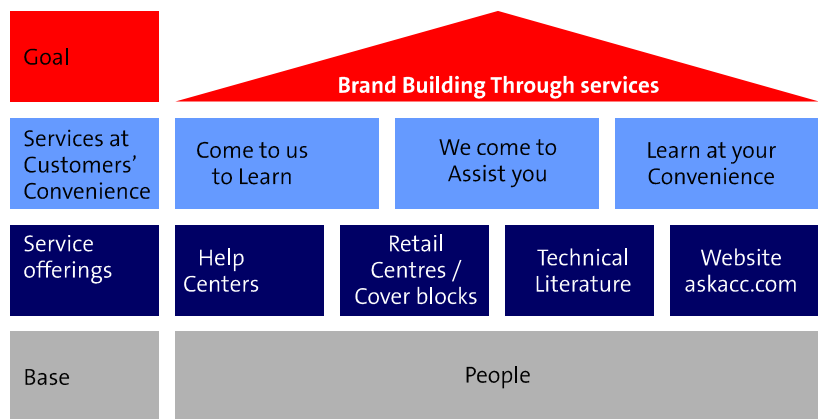 Goal
Brand Building Through services
Services at
Customers’
Convenience
Come to us
to Learn
We come to
Assist you
Learn at your
Convenience
Service
offerings
Help
Centers
Retail
Centres /
Cover blocks
Technical
Literature
Website
askacc.com
Base
People